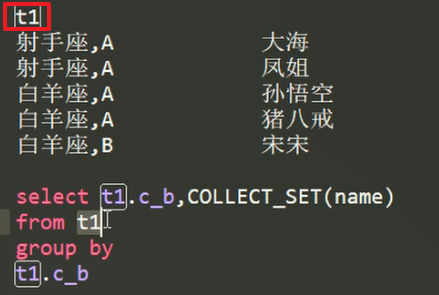 t1
射手座,A 大海
射手座,A 凤姐
白羊座,A 孙悟空
白羊座,A 猪八戒
白羊座,B 宋宋
select t1.c_b,COLLECT_SET(name)
from t1
group by
t1.c_b